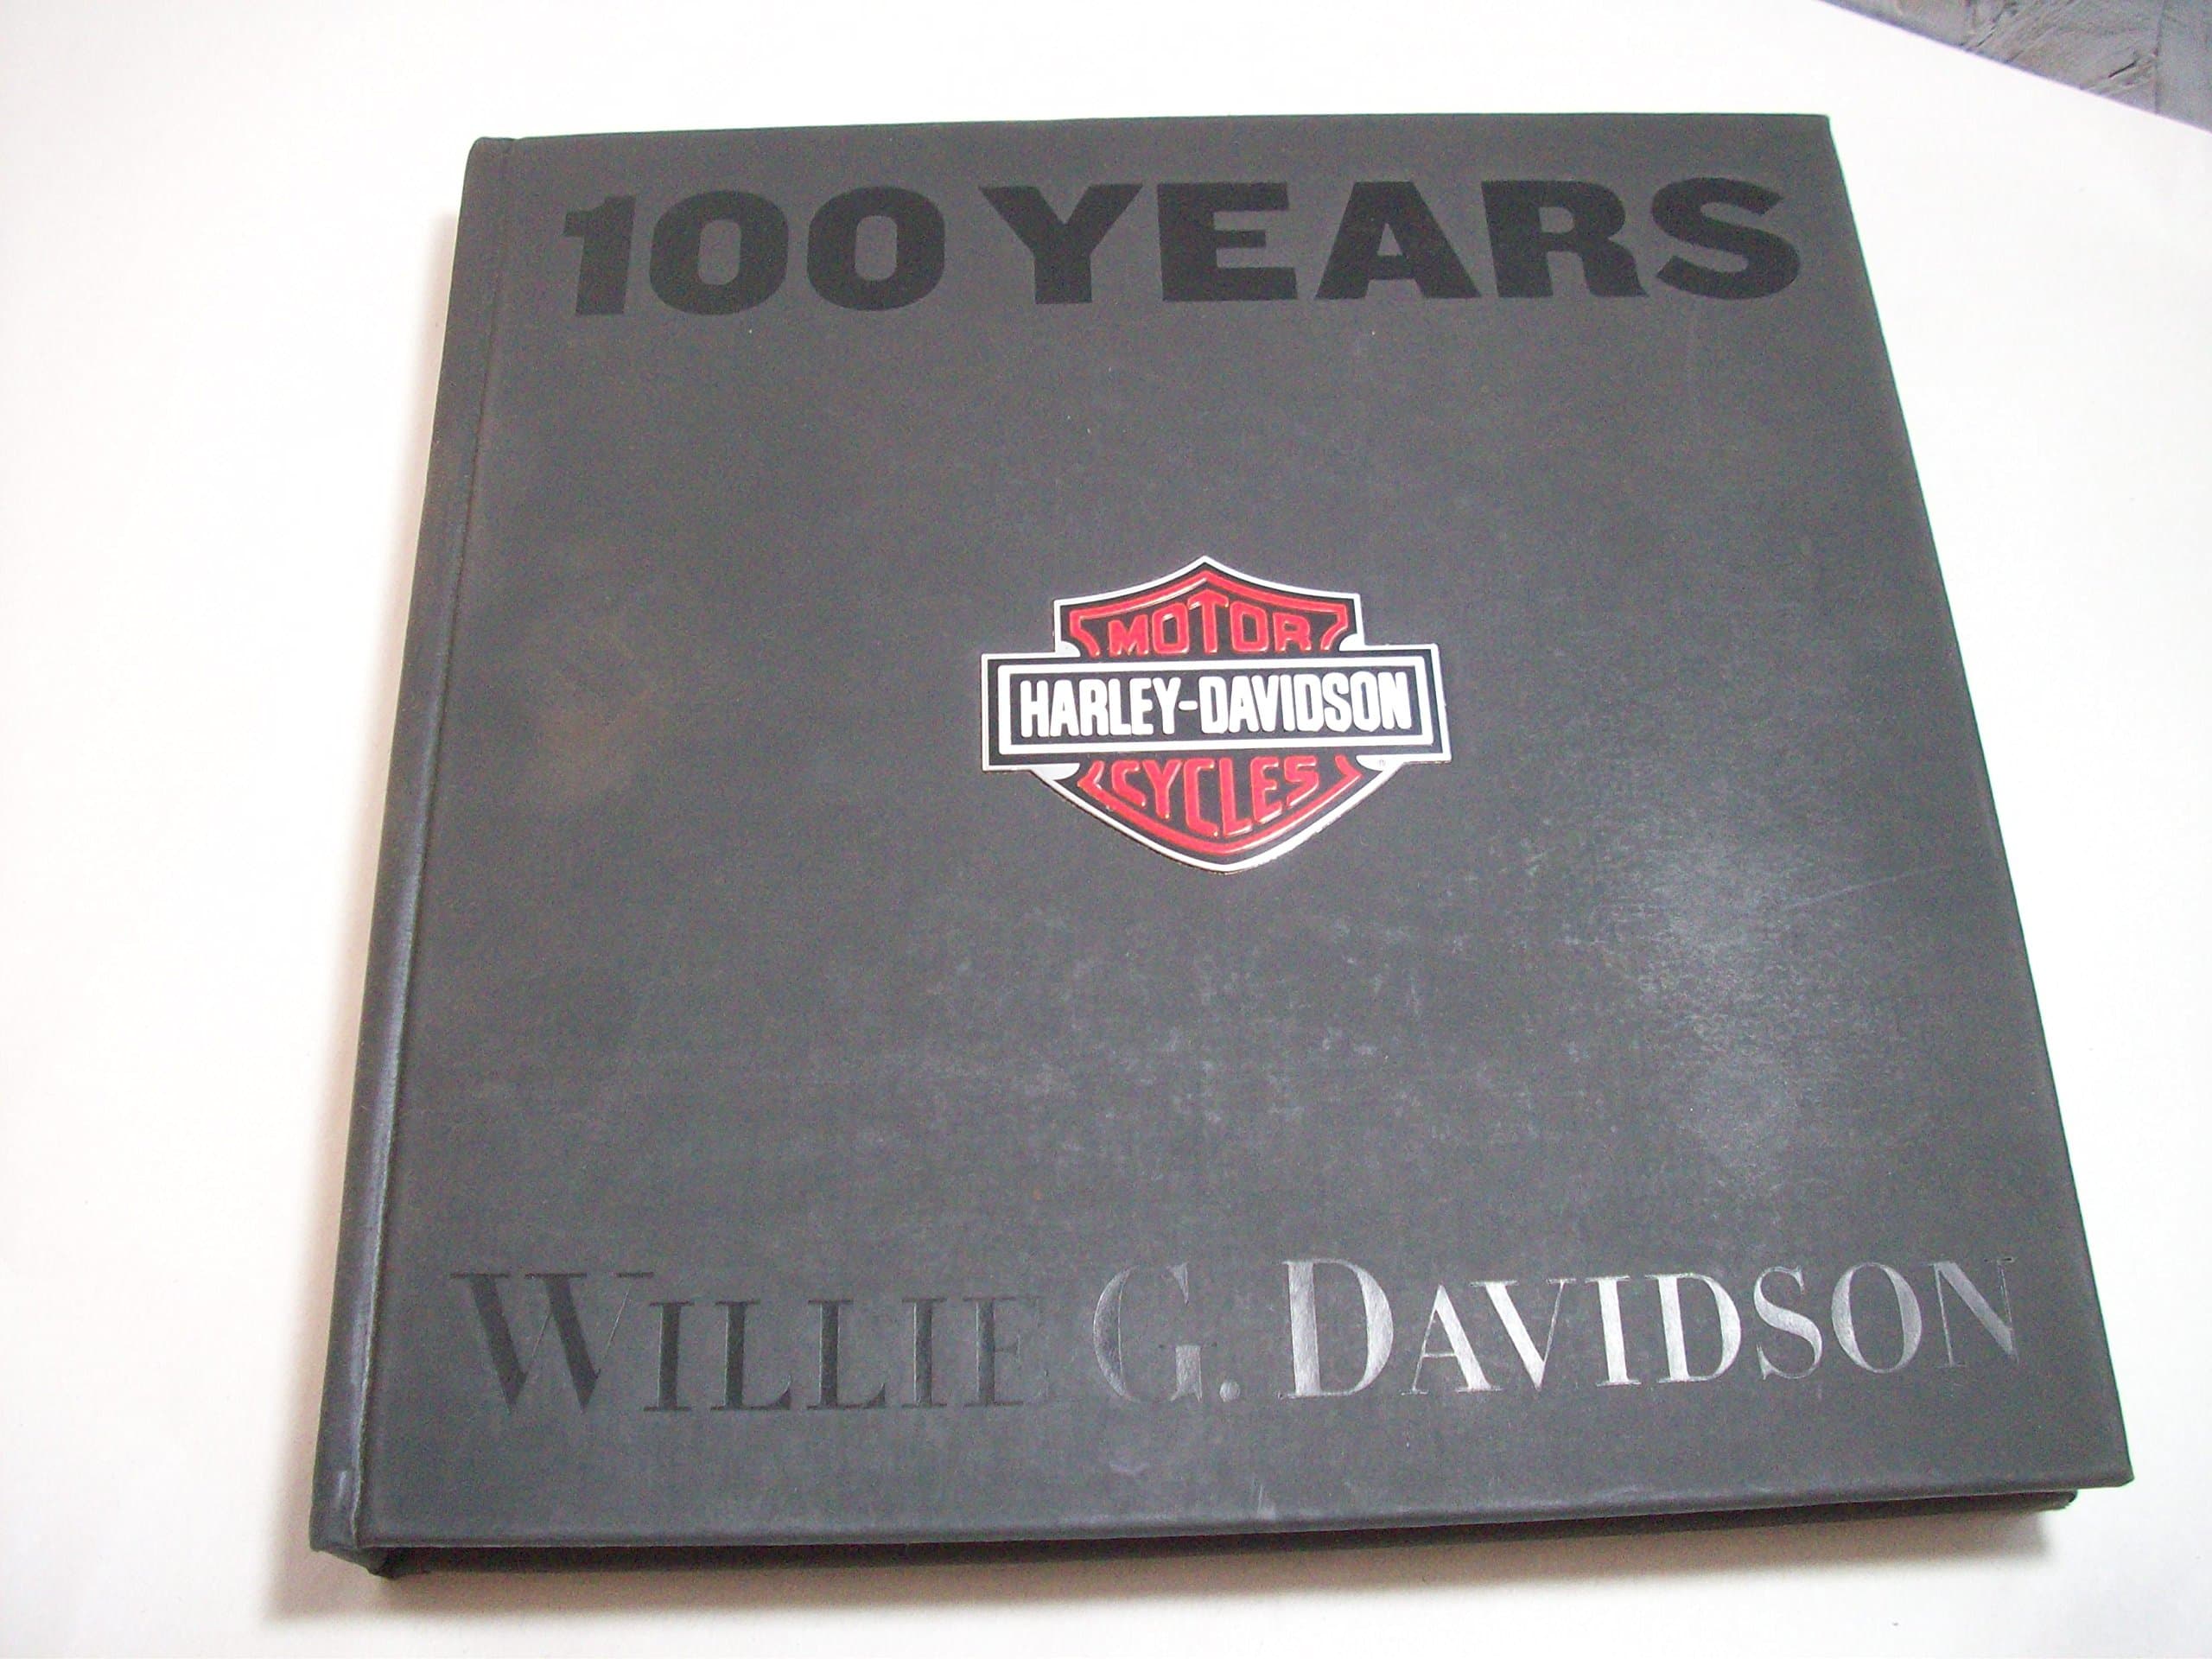 100 YEARS
MOTOR
HARLEY-DAVIDSON
CYCLES
WILLIE G. DAVIDSON